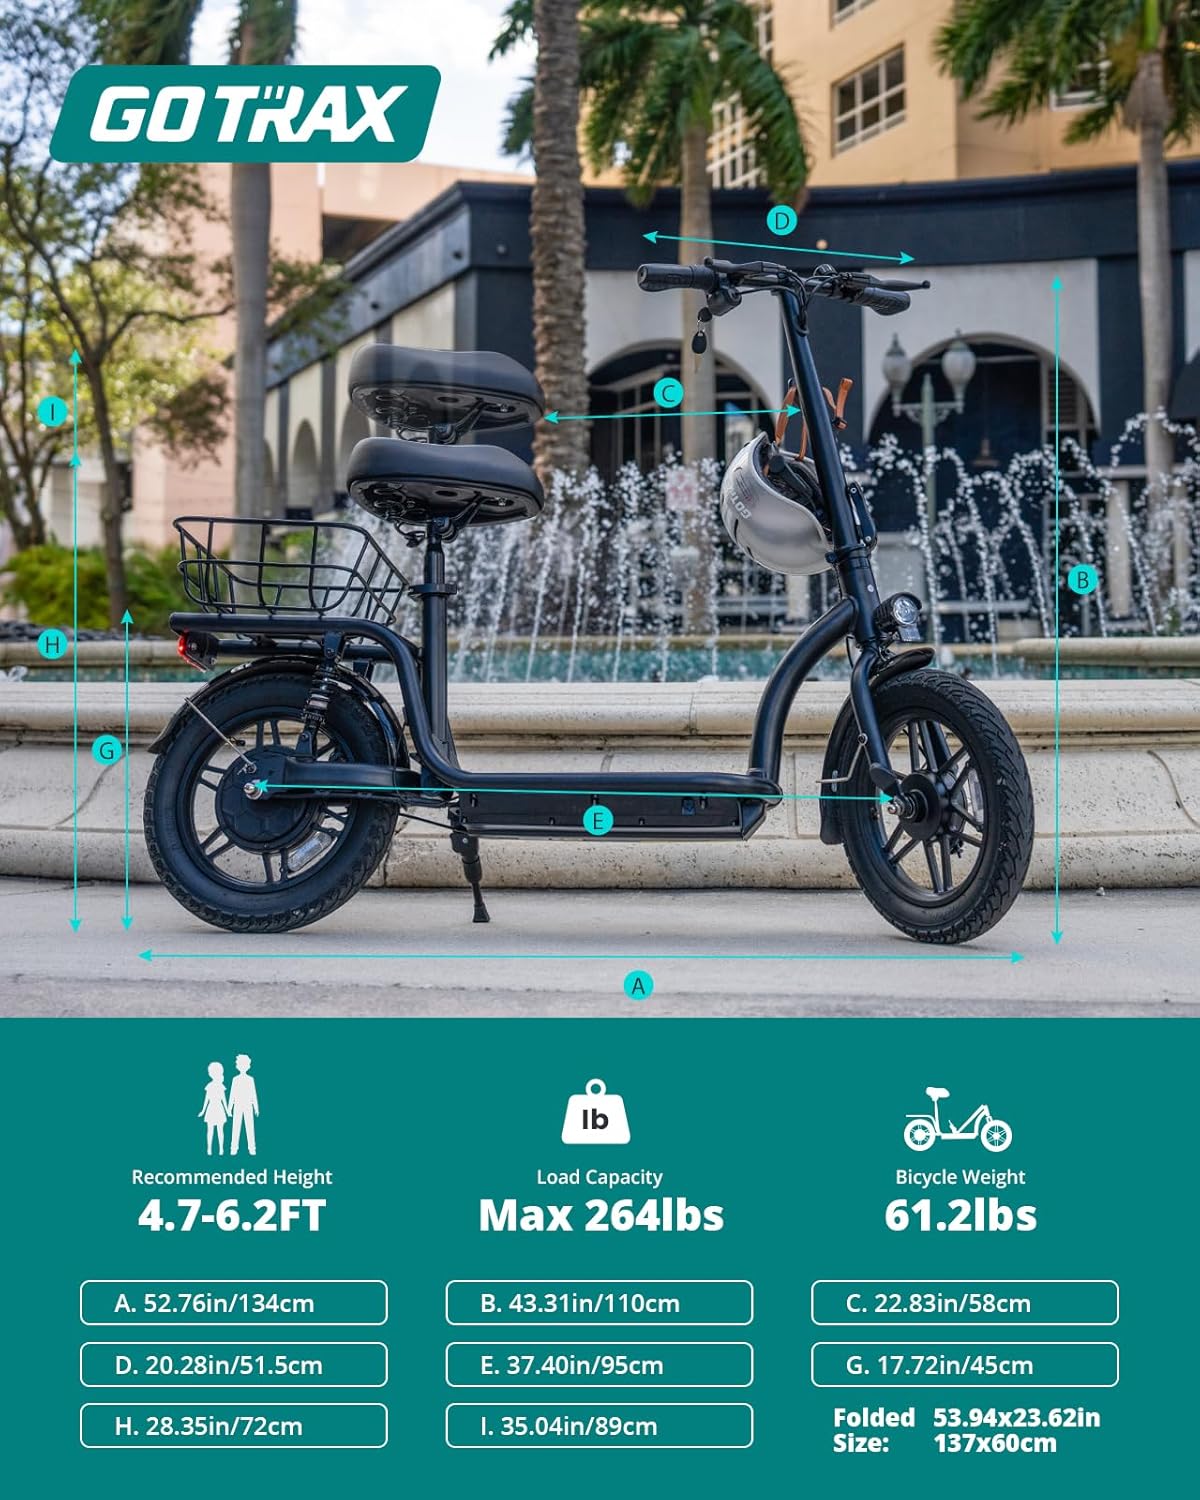 GOTRAX
D
C
I
B
H
G
E
A
lb
Recommended Height
4.7-6.2FT
Load Capacity
Max 264lbs
Bicycle Weight
61.2lbs
A. 52.76in/134cm
B. 43.31in/110cm
C. 22.83in/58cm
D. 20.28in/51.5cm
E. 37.40in/95cm
G. 17.72in/45cm
H. 28.35in/72cm
I. 35.04in/89cm
Folded Size:
53.94x23.62in
137x60cm